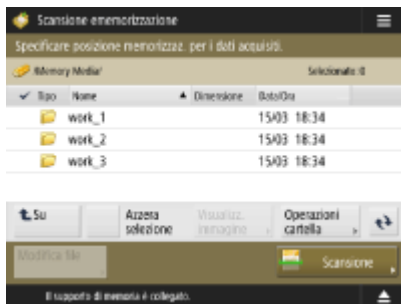 Scansione ememorizzazione
Specificare posizione memorizzaz. per i dati acquisiti.
/Memory Media/ Selezionato :0
Tipo Nome Dimensione Data/Ora
work_1 15/03 18:34
work_2 15/03 18:34
work_3 15/03 18:34
Su Azzera selezione Visualizz. immagine Operazioni cartella
Modifica file Scansione
Il supporto di memoria è collegato.